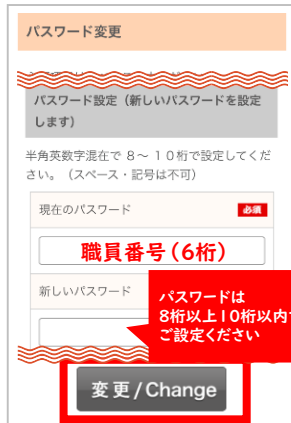 パスワード変更
パスワード設定（新しいパスワードを設定
します）
半角英数字混在で 8～ 10桁で設定してくだ
さい。（スペース・記号は不可）
現在のパスワード 必須
職員番号（6桁）
新しいパスワード
パスワードは
8桁以上10桁以内で
ご設定ください
変更/Change